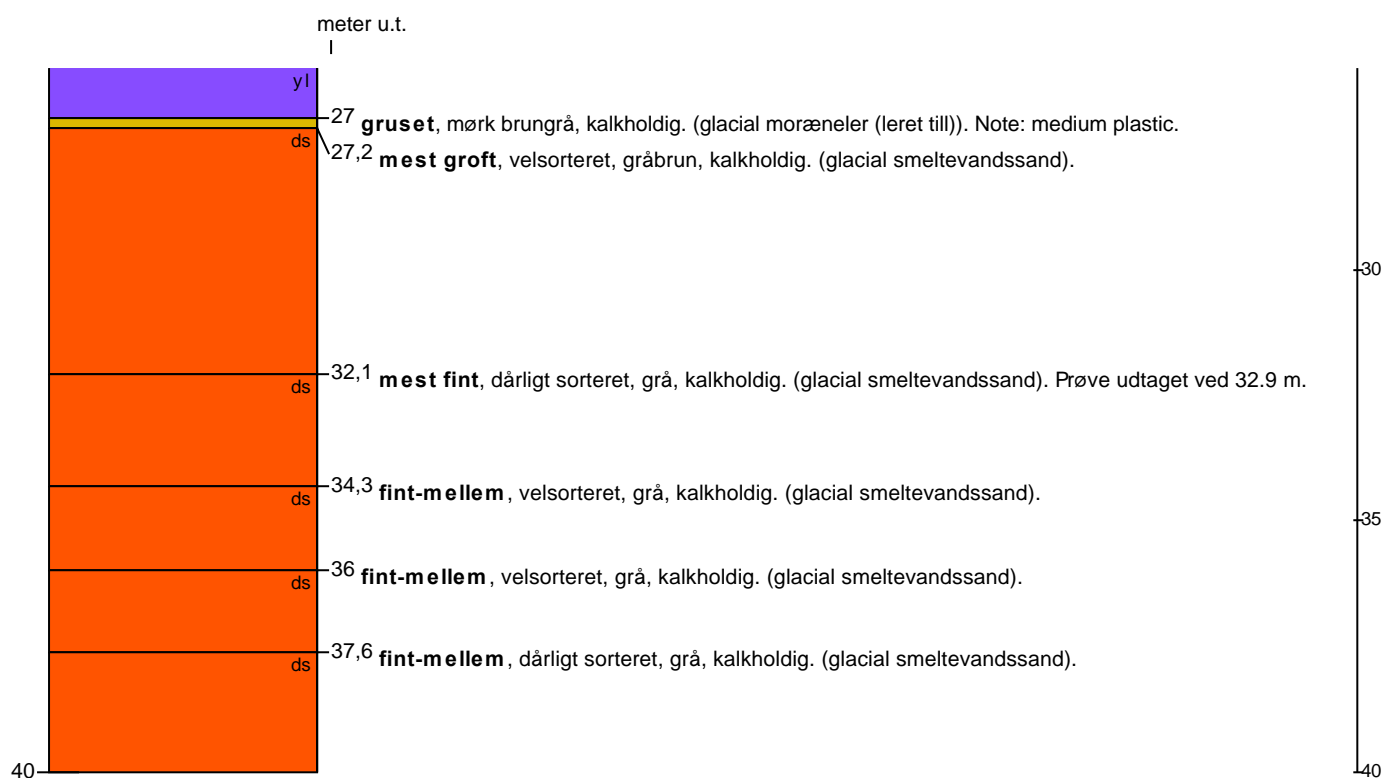 meter u.t.
yl
27 gruset, mørk brungrå, kalkholdig. (glacial moræneler (leret till)). Note: medium plastic.
ds
27,2 mest groft, velsorteret, gråbrun, kalkholdig. (glacial smeltevandssand).
30
32,1 mest fint, dårligt sorteret, grå, kalkholdig. (glacial smeltevandssand). Prøve udtaget ved 32.9 m.
ds
34,3 fint-mellem, velsorteret, grå, kalkholdig. (glacial smeltevandssand).
ds
35
36 fint-mellem, velsorteret, grå, kalkholdig. (glacial smeltevandssand).
ds
37,6 fint-mellem, dårligt sorteret, grå, kalkholdig. (glacial smeltevandssand).
ds
40
40